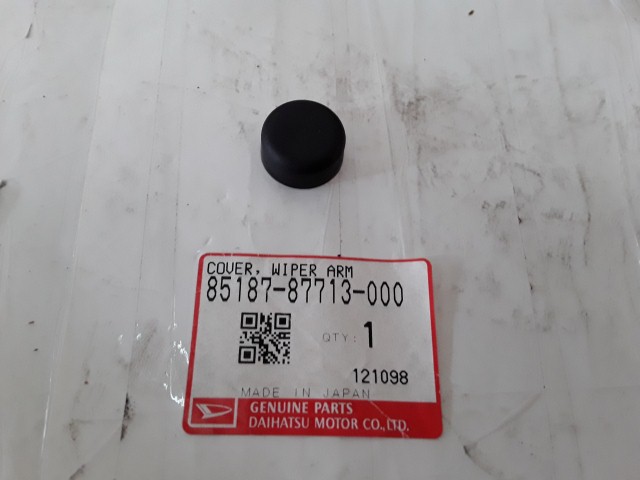 COVER, WIPER ARM
85187-87713-000
QTY: 1
121098
MADE IN JAPAN
GENUINE PARTS
DAIHATSU MOTOR CO.,LTD.